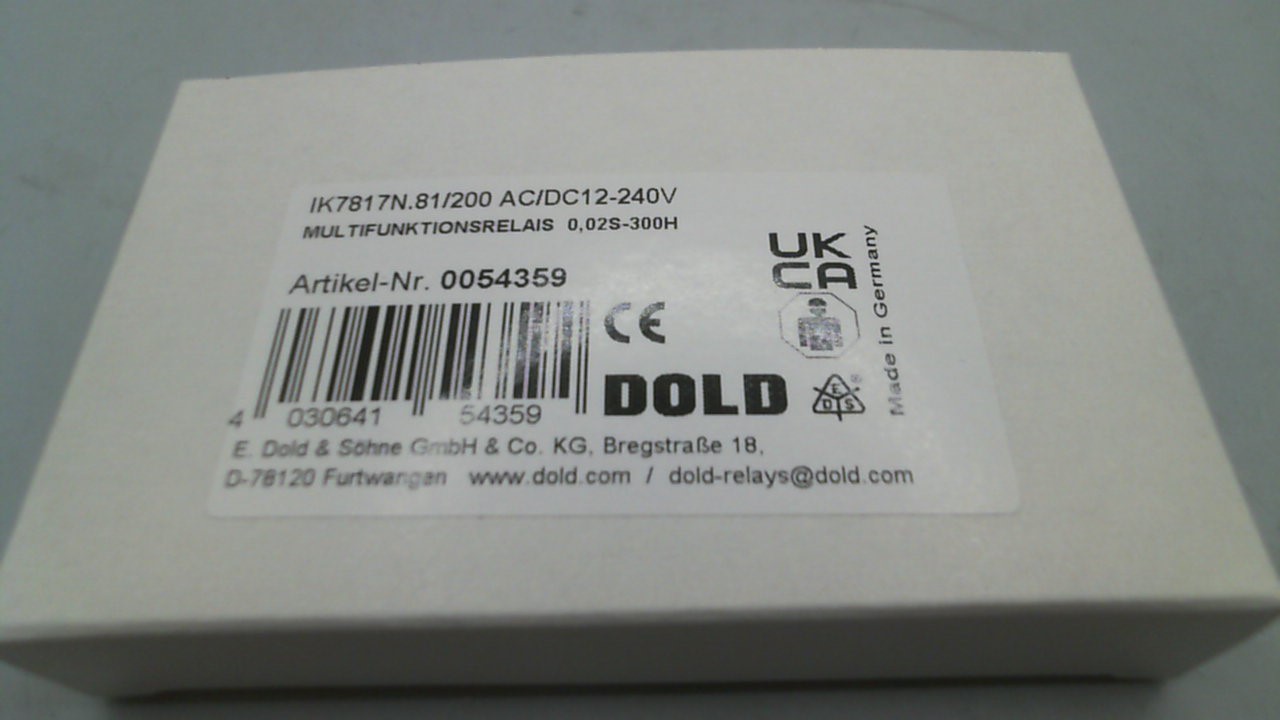 IK7817N.81/200 AC/DC12-240V
MULTIFUNKTIONSRELAIS 0,02S-300H
Artikel-Nr. 0054359
4 030641 54359
CE
UK
CA
Made in Germany
DOLD
E
D S ®
E. Dold & Söhne GmbH & Co. KG, Bregstraße 18,
D-78120 Furtwangen www.dold.com / dold-relays@dold.com